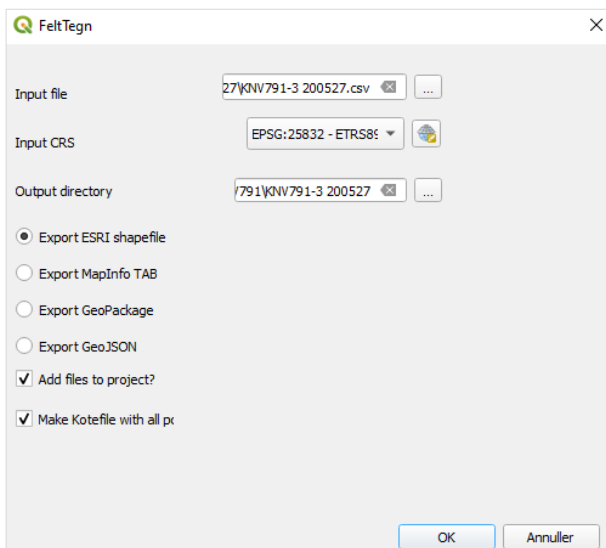 FeltTegn
Input file 27\KNV791-3 200527.csv ...
Input CRS EPSG:25832 - ETRS89
Output directory /791\KNV791-3 200527 ...
Export ESRI shapefile
Export MapInfo TAB
Export GeoPackage
Export GeoJSON
Add files to project?
Make Kotefile with all po
OK Annuller